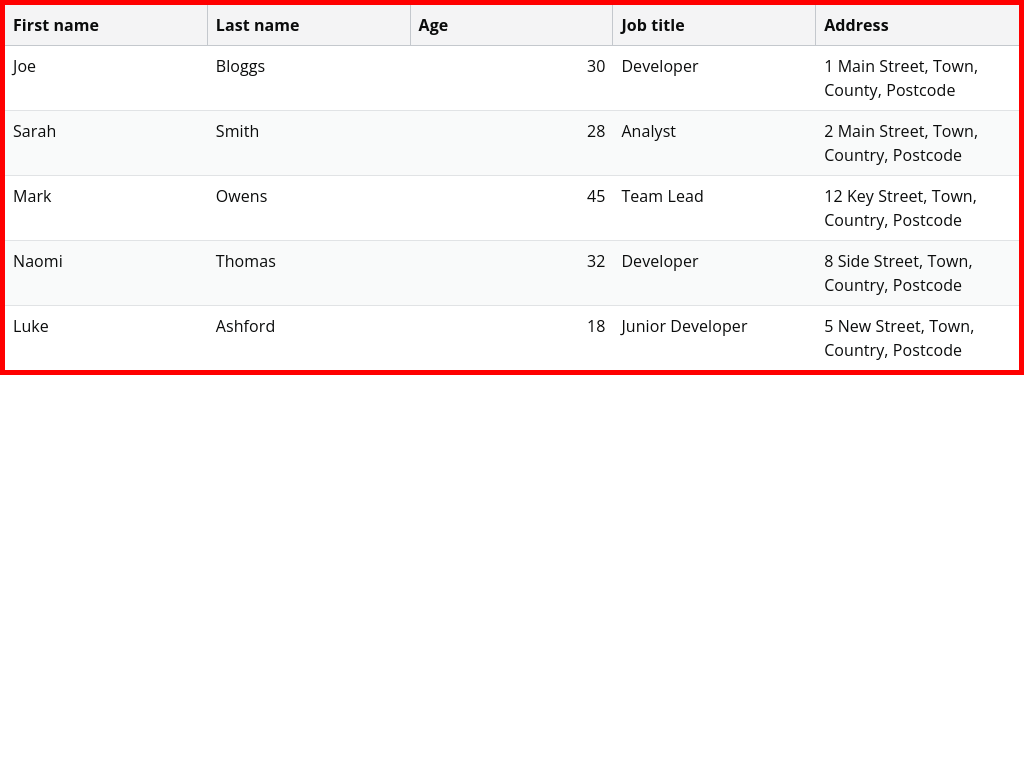 First name Last name Age Job title Address
Joe Bloggs 30 Developer 1 Main Street, Town,
County, Postcode
Sarah Smith 28 Analyst 2 Main Street, Town,
Country, Postcode
Mark Owens 45 Team Lead 12 Key Street, Town,
Country, Postcode
Naomi Thomas 32 Developer 8 Side Street, Town,
Country, Postcode
Luke Ashford 18 Junior Developer 5 New Street, Town,
Country, Postcode